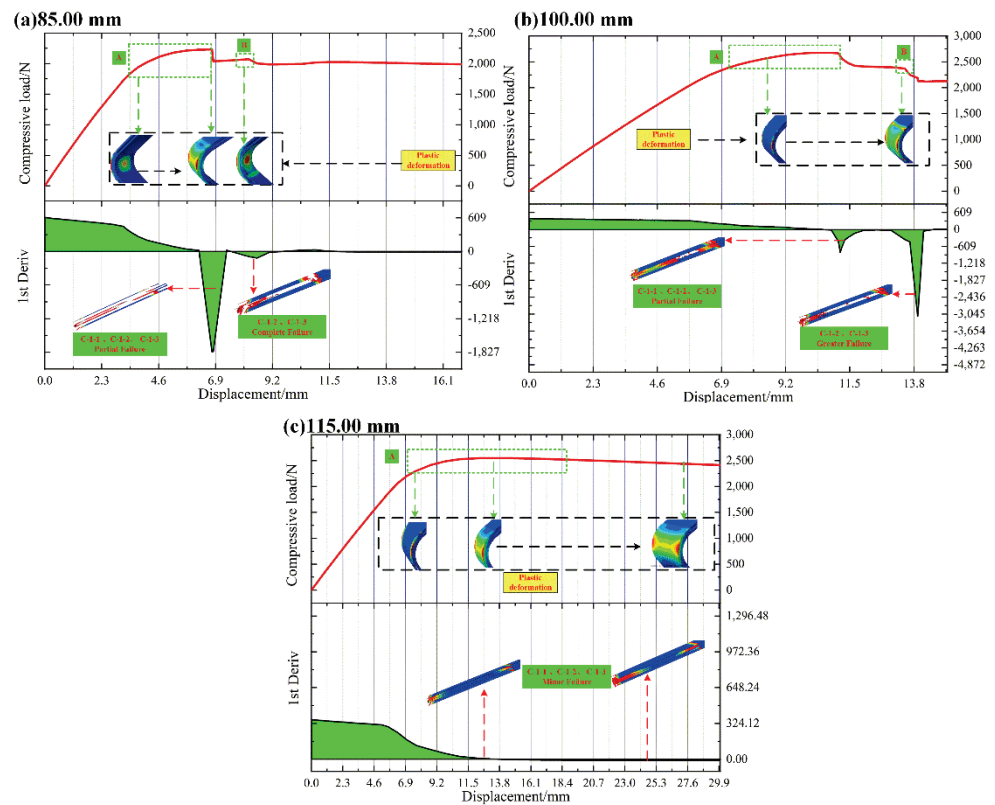 (a)85.00 mm
A
B
2,500
2,000
1,500
1,000
500
0
Compressive load/N
Plastic
deformation
609
0
-609
-1,218
-1,827
1st Deriv
C-1-1 、C-1-2、 C-1-3
Partial Failure
C-1-2 、C-1-3
Complete Failure
0.0 2.3 4.6 6.9 9.2 11.5 13.8 16.1
Displacement/mm
(b)100.00 mm
A
B
3,000
2,500
2,000
1,500
1,000
500
0
Compressive load/N
Plastic
deformation
609
0
-609
-1,218
-1,827
-2,436
-3,045
-3,654
-4,263
-4,872
1st Deriv
C-1-1 、C-1-2、 C-1-3
Partial Failure
C-1-2 、C-1-3
Greater Failure
0.0 2.3 4.6 6.9 9.2 11.5 13.8
Displacement/mm
(c)115.00 mm
A
3,000
2,500
2,000
1,500
1,000
500
0
Compressive load/N
Plastic
deformation
1,296.48
972.36
648.24
324.12
0.00
1st Deriv
C-1-1 、C-1-2、 C-1-3
Minor Failure
0.0 2.3 4.6 6.9 9.2 11.5 13.8 16.1 18.4 20.7 23.0 25.3 27.6 29.9
Displacement/mm